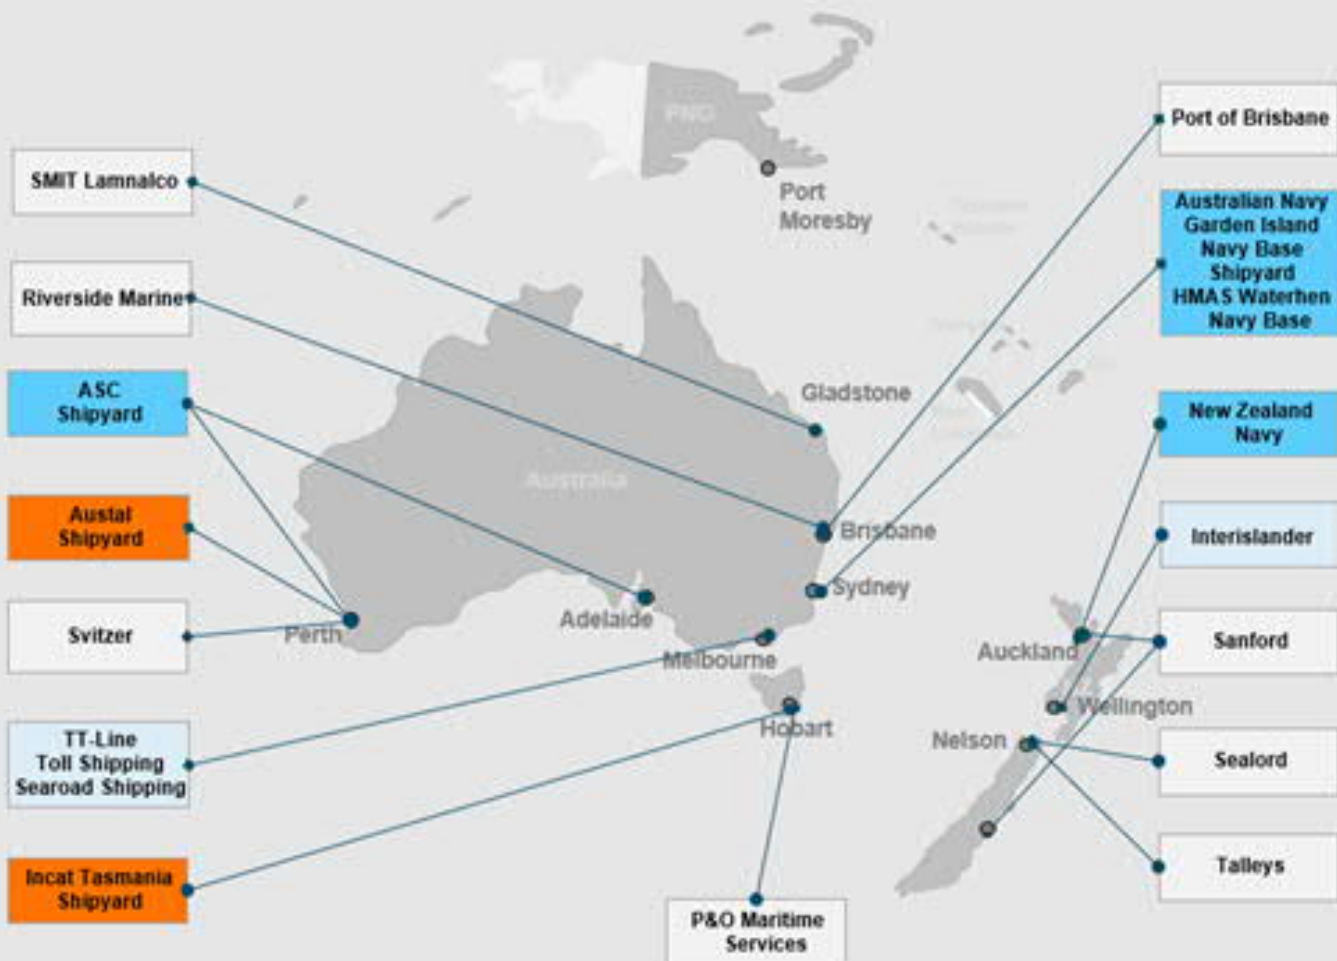 PNG
Port
Moresby
SMIT Lamnalco
Riverside Marine
ASC
Shipyard
Austal
Shipyard
Svitzer
TT-Line
Toll Shipping
Searoad Shipping
Incat Tasmania
Shipyard
Australia
Gladstone
Brisbane
Sydney
Perth
Adelaide
Melbourne
Hobart
P&O Maritime
Services
Auckland
Wellington
Nelson
Port of Brisbane
Australian Navy
Garden Island
Navy Base
Shipyard
HMAS Waterhen
Navy Base
New Zealand
Navy
Interislander
Sanford
Sealord
Talleys